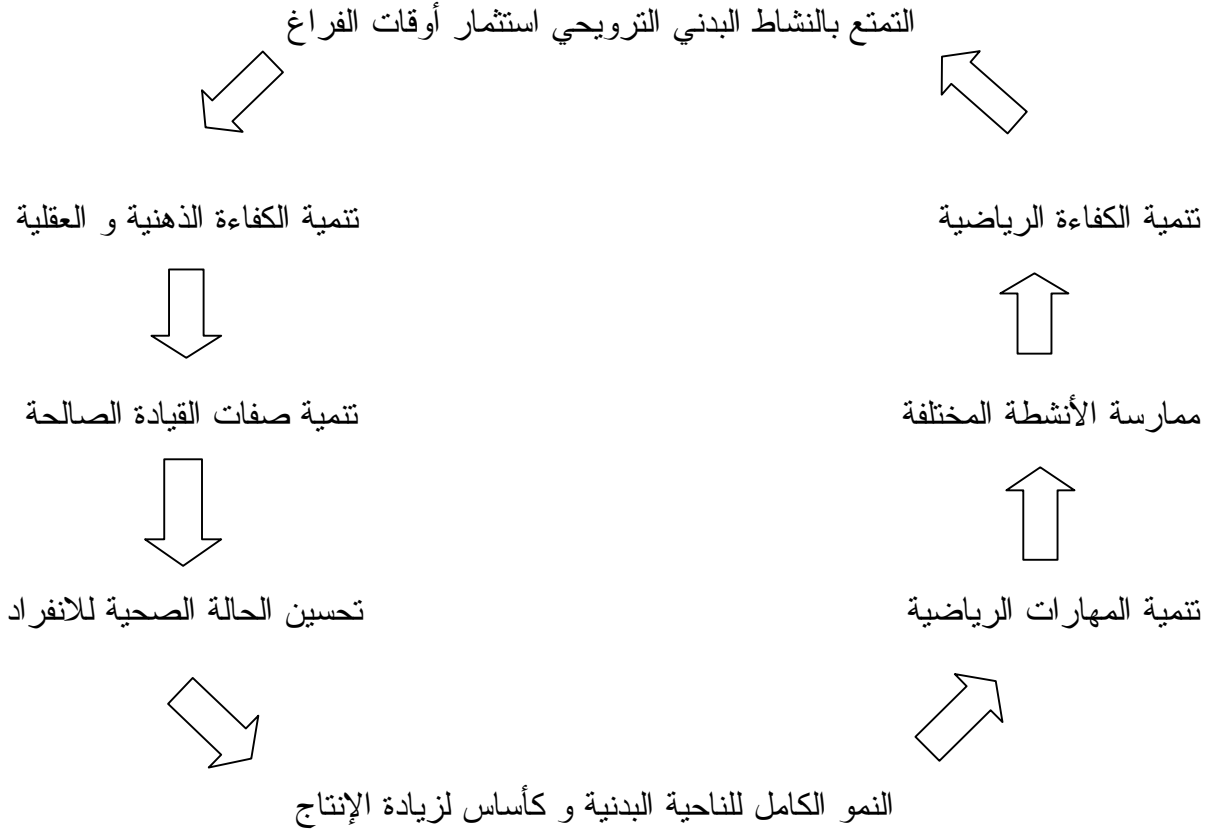 التمتع بالنشاط البدني الترويحي استثمار أوقات الفراغ
تنمية الكفاءة الرياضية
تنمية الكفاءة الذهنية و العقلية
ممارسة الأنشطة المختلفة
تنمية صفات القيادة الصالحة
تنمية المهارات الرياضية
تحسين الحالة الصحية للانفراد
النمو الكامل للناحية البدنية و كأساس لزيادة الإنتاج